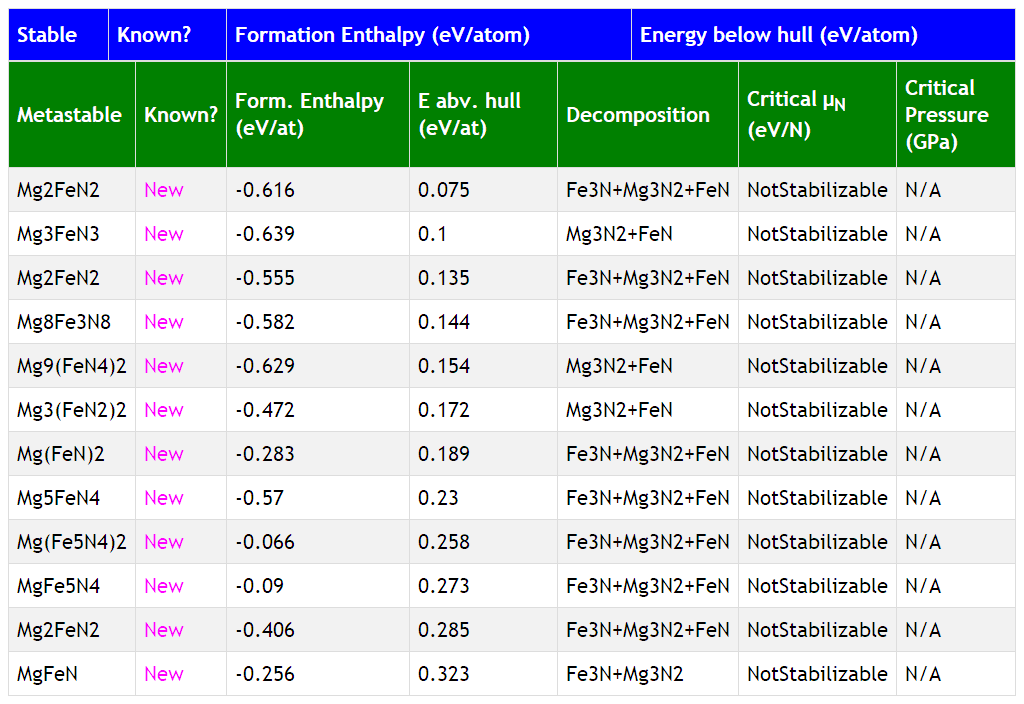 Stable Known? Formation Enthalpy (eV/atom) Energy below hull (eV/atom)
Metastable Known? Form. Enthalpy (eV/at) E abv. hull (eV/at) Decomposition Critical μN (eV/N) Critical Pressure (GPa)
Mg2FeN2 New -0.616 0.075 Fe3N+Mg3N2+FeN NotStabilizable N/A
Mg3FeN3 New -0.639 0.1 Mg3N2+FeN NotStabilizable N/A
Mg2FeN2 New -0.555 0.135 Fe3N+Mg3N2+FeN NotStabilizable N/A
Mg8Fe3N8 New -0.582 0.144 Fe3N+Mg3N2+FeN NotStabilizable N/A
Mg9(FeN4)2 New -0.629 0.154 Mg3N2+FeN NotStabilizable N/A
Mg3(FeN2)2 New -0.472 0.172 Mg3N2+FeN NotStabilizable N/A
Mg(FeN)2 New -0.283 0.189 Fe3N+Mg3N2+FeN NotStabilizable N/A
Mg5FeN4 New -0.57 0.23 Fe3N+Mg3N2+FeN NotStabilizable N/A
Mg(Fe5N4)2 New -0.066 0.258 Fe3N+Mg3N2+FeN NotStabilizable N/A
MgFe5N4 New -0.09 0.273 Fe3N+Mg3N2+FeN NotStabilizable N/A
Mg2FeN2 New -0.406 0.285 Fe3N+Mg3N2+FeN NotStabilizable N/A
MgFeN New -0.256 0.323 Fe3N+Mg3N2 NotStabilizable N/A